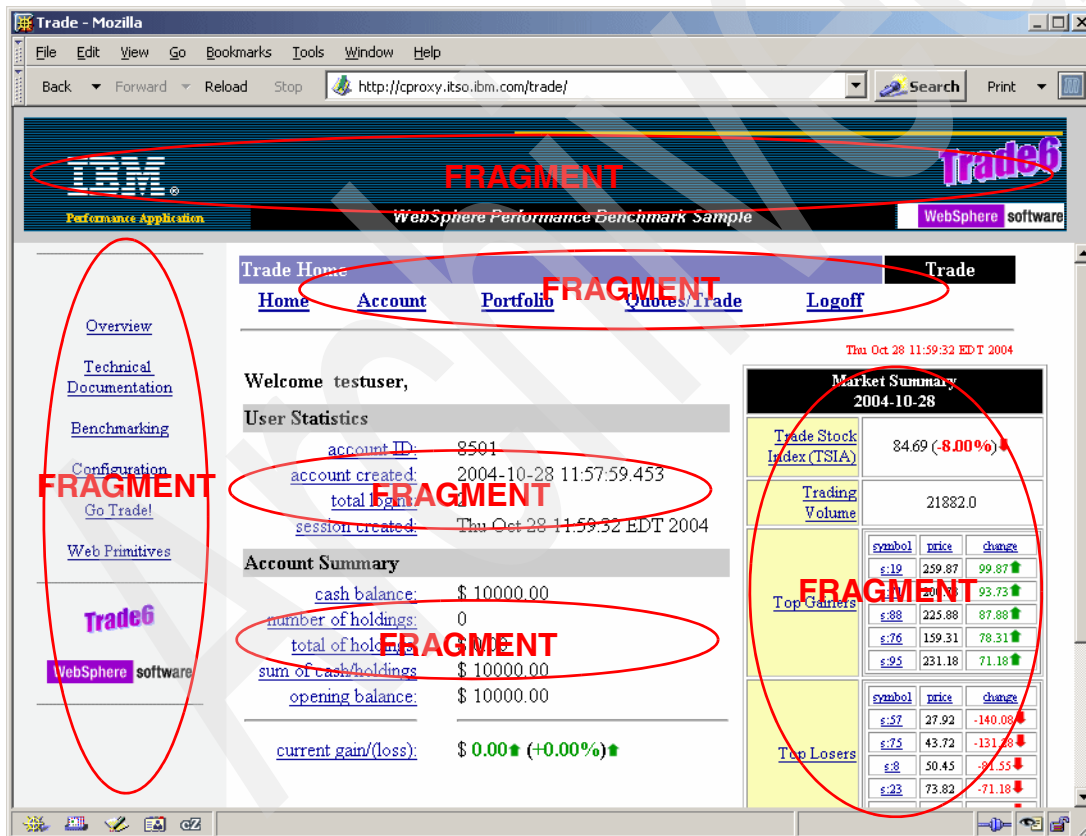 Trade - Mozilla
File Edit View Go Bookmarks Tools Window Help
Back Forward Reload Stop http://cproxy.itso.ibm.com/trade/ Search Print
IBM® FRAGMENT Trade6
Performance Application WebSphere Performance Benchmark Sample WebSphere software
Trade Home Trade
FRAGMENT
Home Account Portfolio Quotes/Trade Logoff
Thu Oct 28 11:59:32 EDT 2004
Overview
Technical Documentation
Benchmarking
Configuration
FRAGMENT
Go Trade!
Web Primitives
Trade6
WebSphere software
Welcome testuser,
User Statistics
account ID: 8501
account created: 2004-10-28 11:57:59.453
FRAGMENT
total logins:
session created: Thu Oct 28 11:59:32 EDT 2004
Account Summary
cash balance: $ 10000.00
number of holdings: 0
total of holdings: $ 0.00
FRAGMENT
sum of cash/holdings $ 10000.00
opening balance: $ 10000.00
current gain/(loss): $ 0.00 (+0.00%)
Market Summary
2004-10-28
Trade Stock Index (TSIA) 84.69 (-8.00%)
Trading Volume 21882.0
Top Gainers
symbol price change
s:19 259.87 99.87
FRAGMENT
93.73
s:88 225.88 87.88
s:76 159.31 78.31
s:95 231.18 71.18
Top Losers
symbol price change
s:57 27.92 -140.08
s:75 43.72 -131.28
s:8 50.45 -81.55
s:23 73.82 -71.18
cZ